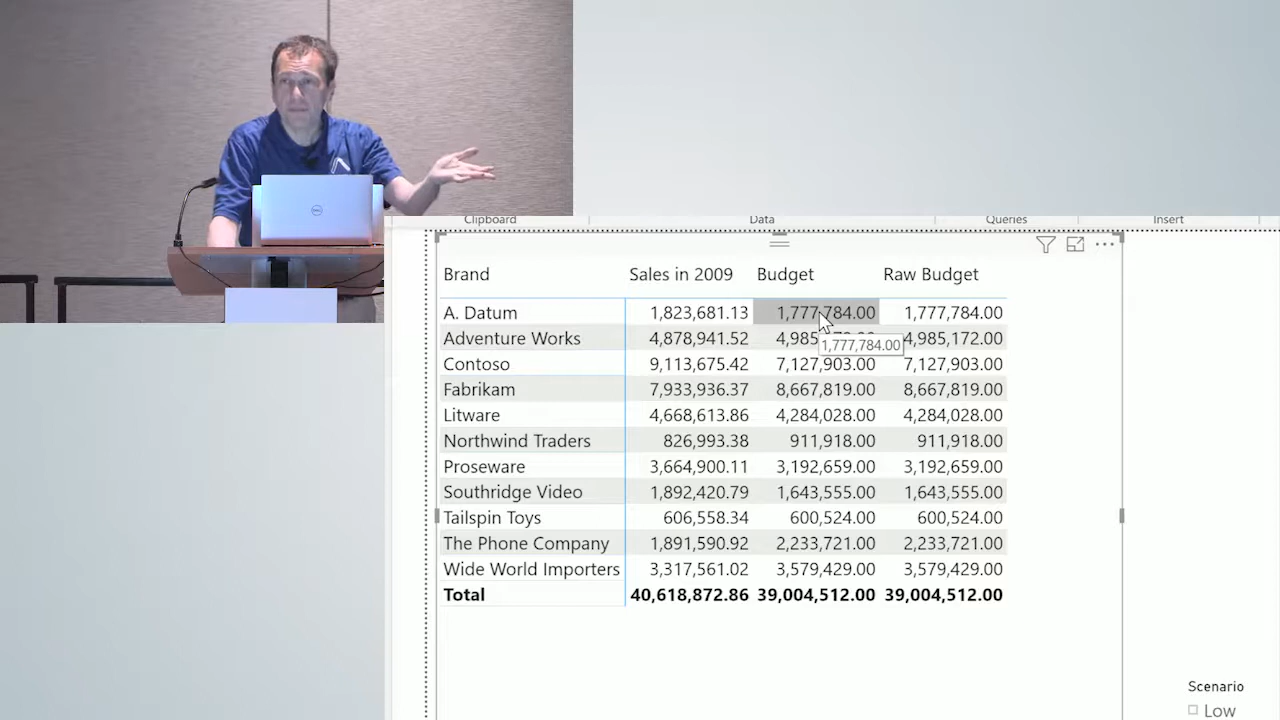 Clipboard Data Queries Insert
Brand Sales in 2009 Budget Raw Budget
A. Datum 1,823,681.13 1,777,784.00 1,777,784.00
Adventure Works 4,878,941.52 4,985, 4,985,172.00
1,777,784.00
Contoso 9,113,675.42 7,127,903.00 7,127,903.00
Fabrikam 7,933,936.37 8,667,819.00 8,667,819.00
Litware 4,668,613.86 4,284,028.00 4,284,028.00
Northwind Traders 826,993.38 911,918.00 911,918.00
Proseware 3,664,900.11 3,192,659.00 3,192,659.00
Southridge Video 1,892,420.79 1,643,555.00 1,643,555.00
Tailspin Toys 606,558.34 600,524.00 600,524.00
The Phone Company 1,891,590.92 2,233,721.00 2,233,721.00
Wide World Importers 3,317,561.02 3,579,429.00 3,579,429.00
Total 40,618,872.86 39,004,512.00 39,004,512.00
Scenario
Low